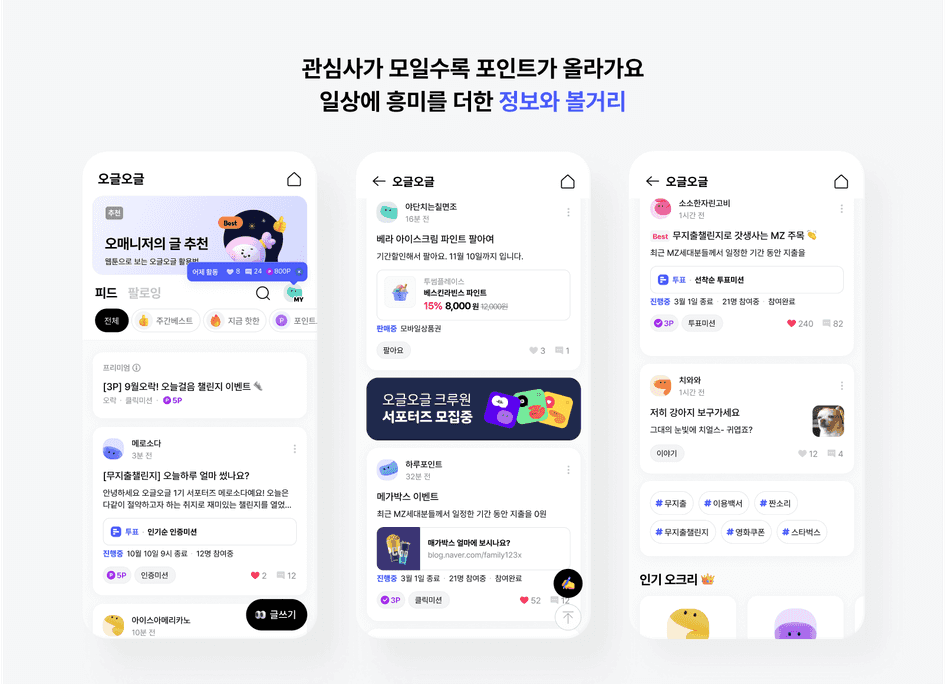 관심사가 모일수록 포인트가 올라가요
일상에 흥미를 더한 정보와 볼거리
오글오글
추천
오매니저의 글 추천
웹툰으로 보는 오글오글 활용법
Best
어제 활동 8 24 P 800P
피드 팔로잉
MY
전체 주간베스트 지금 핫한 P 포인트
프리미엄
[3P] 9월오락! 오늘걸음 챌린지 이벤트
오락 · 클릭미션 · P 5P
메로소다
3분 전
[무지출챌린지] 오늘하루 얼마 썼나요?
안녕하세요 오글오글 1기 서포터즈 메로소다예요! 오늘은
다같이 절약하고자 하는 취지로 재미있는 챌린지를 열었...
투표 · 인기순 인증미션
진행중 10월 10일 9시 종료 · 12명 참여중
P 5P 인증미션 2 12
아이스아메리카노
10분 전
글쓰기
오글오글
야단치는칠면조
16분 전
베라 아이스크림 파인트 팔아여
기간할인해서 팔아요. 11월 10일까지 입니다.
투썸플레이스
베스킨라빈스 파인트
15% 8,000 원 12,000원
판매중 모바일상품권
팔아요 3 1
오글오글 크루원
서포터즈 모집중
하루포인트
32분 전
메가박스 이벤트
최근 MZ세대분들께서 일정한 기간 동안 지출을 0원
매가박스 얼마에 보시나요?
blog.naver.com/family123x
진행중 3월 1일 종료 · 21명 참여중 · 참여완료
3P 클릭미션 52 12
오글오글
소소한자린고비
1시간 전
Best 무지출챌린지로 갓생사는 MZ 주목
최근 MZ세대분들께서 일정한 기간 동안 지출을
투표 · 선착순 투표미션
진행중 3월 1일 종료 · 21명 참여중 · 참여완료
3P 투표미션 240 82
치와와
1시간 전
저희 강아지 보구가세요
그대의 눈빛에 치얼스~ 귀엽죠?
이야기 12 4
# 무지출 # 이용백서 # 짠소리
# 무지출챌린지 # 영화쿠폰 # 스타벅스
인기 오크리